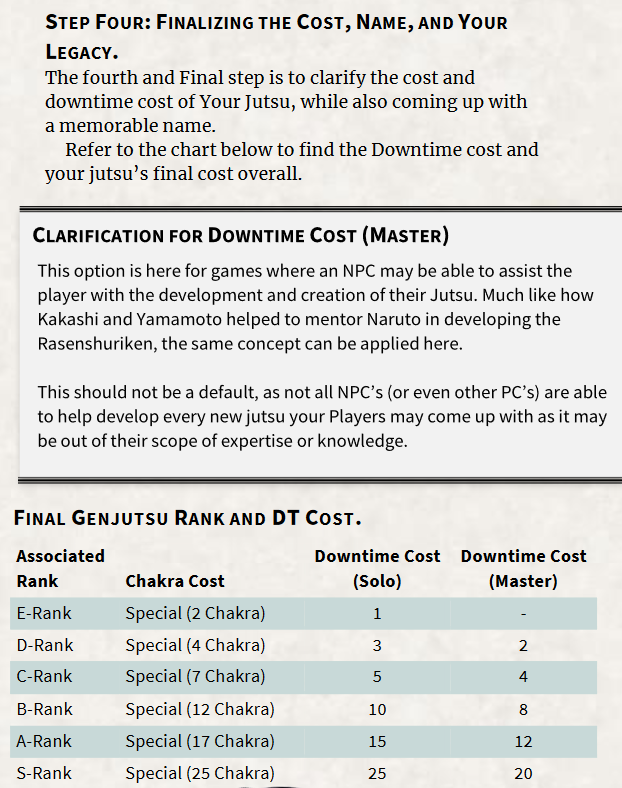 Step Four: Finalizing the Cost, Name, and Your
Legacy.
The fourth and Final step is to clarify the cost and
downtime cost of Your Jutsu, while also coming up with
a memorable name.
Refer to the chart below to find the Downtime cost and
your jutsu's final cost overall.
Clarification for Downtime Cost (Master)
This option is here for games where an NPC may be able to assist the
player with the development and creation of their Jutsu. Much like how
Kakashi and Yamamoto helped to mentor Naruto in developing the
Rasenshuriken, the same concept can be applied here.
This should not be a default, as not all NPC's (or even other PC's) are able
to help develop every new jutsu your Players may come up with as it may
be out of their scope of expertise or knowledge.
Final Genjutsu Rank and DT Cost.
Associated Rank Chakra Cost Downtime Cost (Solo) Downtime Cost (Master)
E-Rank Special (2 Chakra) 1 -
D-Rank Special (4 Chakra) 3 2
C-Rank Special (7 Chakra) 5 4
B-Rank Special (12 Chakra) 10 8
A-Rank Special (17 Chakra) 15 12
S-Rank Special (25 Chakra) 25 20